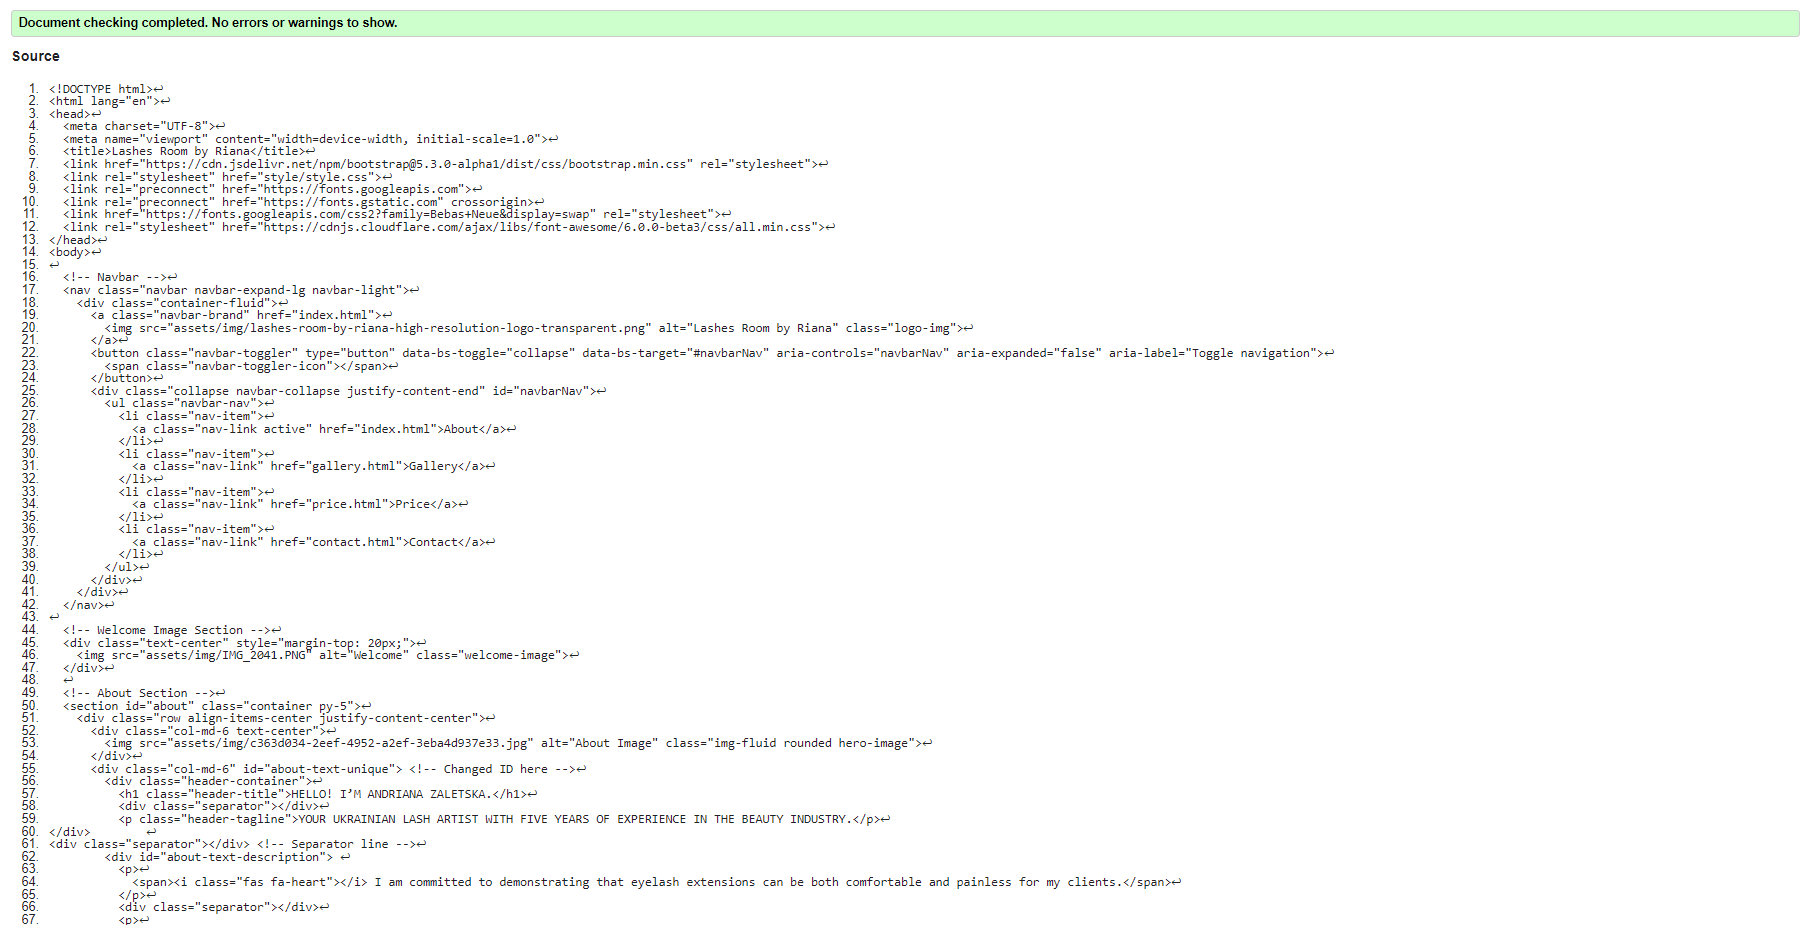 Document checking completed. No errors or warnings to show.
Source
1. <!DOCTYPE html>↩
2. <html lang="en">↩
3. <head>↩
4.   <meta charset="UTF-8">↩
5.   <meta name="viewport" content="width=device-width, initial-scale=1.0">↩
6.   <title>Lashes Room by Riana</title>↩
7.   <link href="https://cdn.jsdelivr.net/npm/bootstrap@5.3.0-alpha1/dist/css/bootstrap.min.css" rel="stylesheet">↩
8.   <link rel="stylesheet" href="style/style.css">↩
9.   <link rel="preconnect" href="https://fonts.googleapis.com">↩
10.   <link rel="preconnect" href="https://fonts.gstatic.com" crossorigin>↩
11.   <link href="https://fonts.googleapis.com/css2?family=Bebas+Neue&display=swap" rel="stylesheet">↩
12.   <link rel="stylesheet" href="https://cdnjs.cloudflare.com/ajax/libs/font-awesome/6.0.0-beta3/css/all.min.css">↩
13. </head>↩
14. <body>↩
15. ↩
16.   <!-- Navbar -->↩
17.   <nav class="navbar navbar-expand-lg navbar-light">↩
18.     <div class="container-fluid">↩
19.       <a class="navbar-brand" href="index.html">↩
20.         <img src="assets/img/lashes-room-by-riana-high-resolution-logo-transparent.png" alt="Lashes Room by Riana" class="logo-img">↩
21.       </a>↩
22.       <button class="navbar-toggler" type="button" data-bs-toggle="collapse" data-bs-target="#navbarNav" aria-controls="navbarNav" aria-expanded="false" aria-label="Toggle navigation">↩
23.         <span class="navbar-toggler-icon"></span>↩
24.       </button>↩
25.       <div class="collapse navbar-collapse justify-content-end" id="navbarNav">↩
26.         <ul class="navbar-nav">↩
27.           <li class="nav-item">↩
28.             <a class="nav-link active" href="index.html">About</a>↩
29.           </li>↩
30.           <li class="nav-item">↩
31.             <a class="nav-link" href="gallery.html">Gallery</a>↩
32.           </li>↩
33.           <li class="nav-item">↩
34.             <a class="nav-link" href="price.html">Price</a>↩
35.           </li>↩
36.           <li class="nav-item">↩
37.             <a class="nav-link" href="contact.html">Contact</a>↩
38.           </li>↩
39.         </ul>↩
40.       </div>↩
41.     </div>↩
42.   </nav>↩
43. ↩
44.   <!-- Welcome Image Section -->↩
45.   <div class="text-center" style="margin-top: 20px;">↩
46.     <img src="assets/img/IMG_2041.PNG" alt="Welcome" class="welcome-image">↩
47.   </div>↩
48.   ↩
49.   <!-- About Section -->↩
50.   <section id="about" class="container py-5">↩
51.     <div class="row align-items-center justify-content-center">↩
52.       <div class="col-md-6 text-center">↩
53.         <img src="assets/img/c363d034-2eef-4952-a2ef-3eba4d937e33.jpg" alt="About Image" class="img-fluid rounded hero-image">↩
54.       </div>↩
55.       <div class="col-md-6" id="about-text-unique"> <!-- Changed ID here -->↩
56.         <div class="header-container">↩
57.           <h1 class="header-title">HELLO! I’M ANDRIANA ZALETSKA.</h1>↩
58.           <div class="separator"></div>↩
59.           <p class="header-tagline">YOUR UKRAINIAN LASH ARTIST WITH FIVE YEARS OF EXPERIENCE IN THE BEAUTY INDUSTRY.</p>↩
60. </div>        ↩
61. <div class="separator"></div> <!-- Separator line -->↩
62.         <div id="about-text-description"> ↩
63.           <p>↩
64.             <span><i class="fas fa-heart"></i> I am committed to demonstrating that eyelash extensions can be both comfortable and painless for my clients.</span>↩
65.           </p>↩
66.           <div class="separator"></div>↩
67.           <p>↩